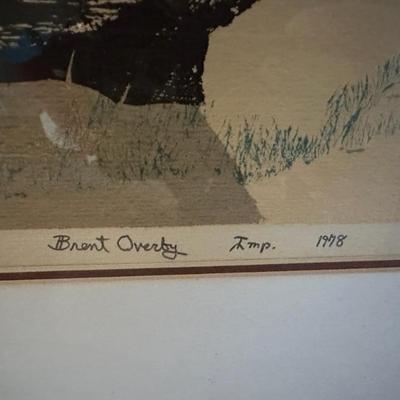 Brent Overby Imp. 1978